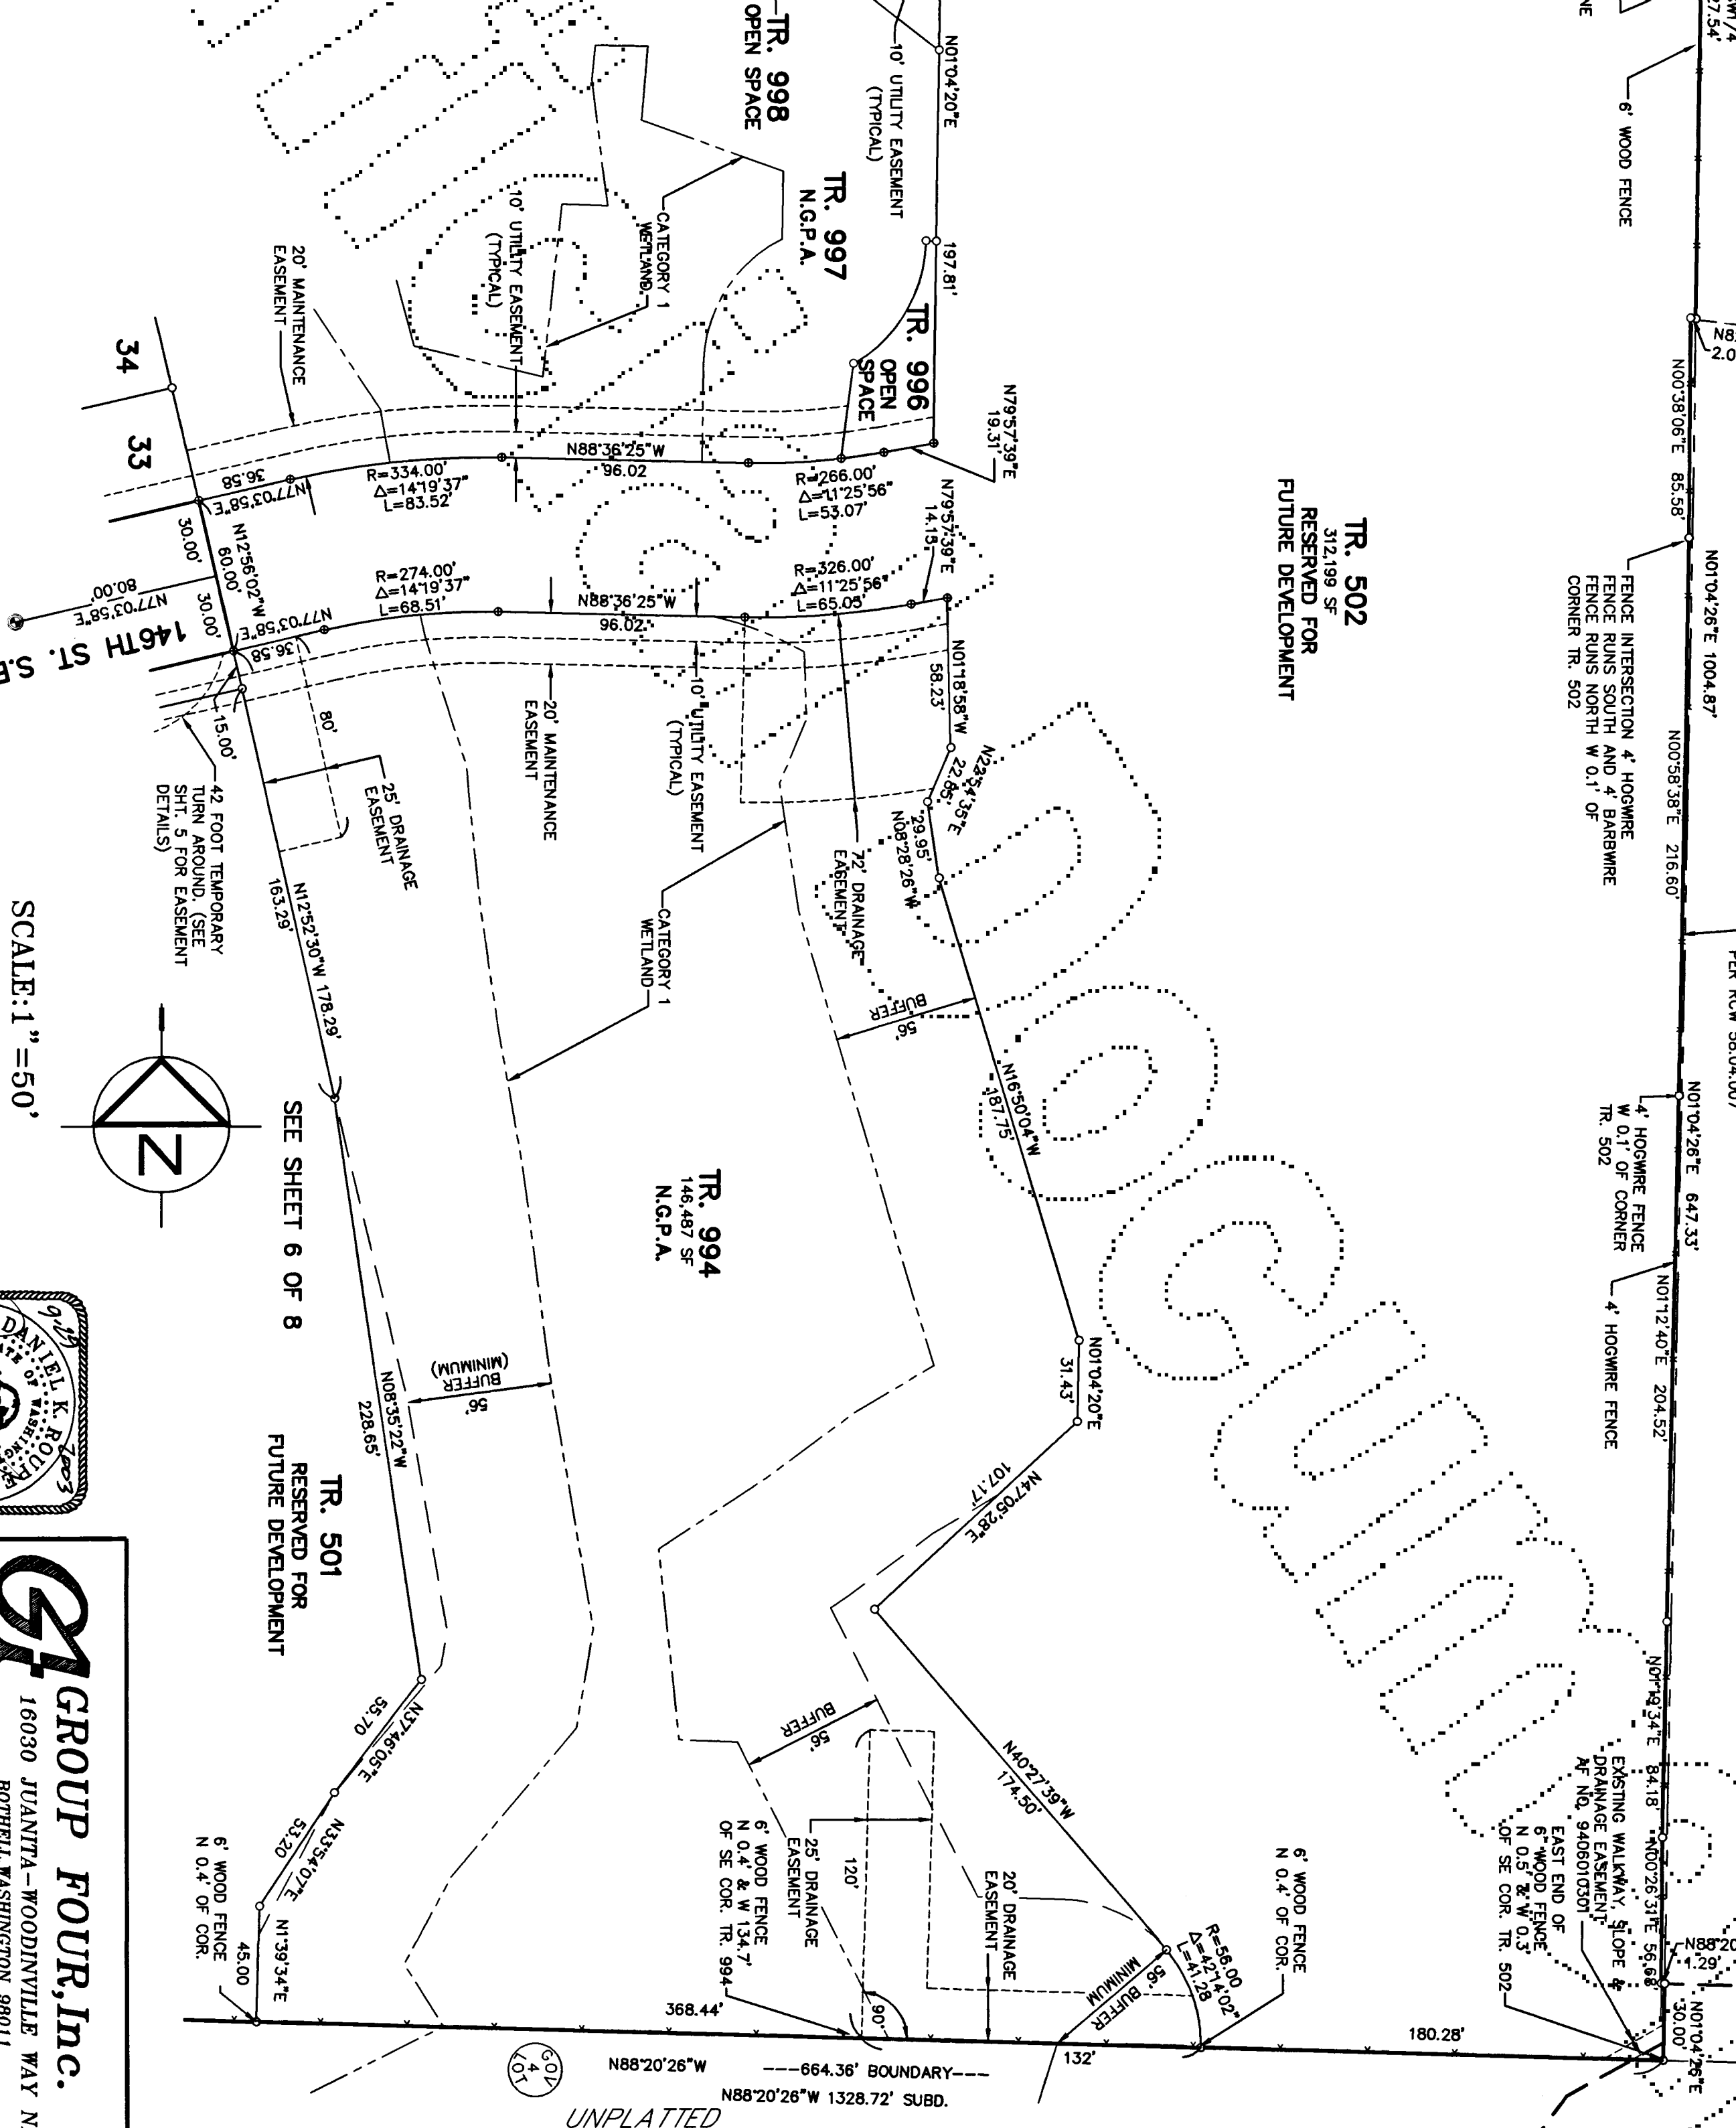 TR. 998
OPEN SPACE
N01°04'20"E
10' UTILITY EASEMENT
(TYPICAL)
TR. 997
N.G.P.A.
CATEGORY 1
WETLAND
10' UTILITY EASEMENT
(TYPICAL)
20' MAINTENANCE
EASEMENT
197.81'
TR. 996
OPEN
SPACE
N79°57'39"E
19.31'
34
33
N88°36'25"W
96.02
R=334.00'
Δ=14°19'37"
L=83.52'
R=266.00'
Δ=11°25'56"
L=53.07'
36.58
N77°03'58"E
N12°56'02"W
60.00'
30.00'
30.00'
80.00'
N77°03'58"E
146TH ST. S.E
R=274.00'
Δ=14°19'37"
L=68.51'
N88°36'25"W
96.02
R=326.00'
Δ=11°25'56"
L=65.05'
N79°57'39"E
14.15'
N77°03'58"E
36.58
15.00'
80'
N01°18'58"W
58.23'
22.65'
29.95'
N08°28'26"W
10' UTILITY EASEMENT
(TYPICAL)
20' MAINTENANCE
EASEMENT
25' DRAINAGE
EASEMENT
72' DRAINAGE
EASEMENT
42 FOOT TEMPORARY
TURN AROUND. (SEE
SHT. 5 FOR EASEMENT
DETAILS)
N12°52'30"W 178.29'
163.29'
CATEGORY 1
WETLAND
56'
BUFFER
N16°50'04"W
187.75'
TR. 502
312,199 SF
RESERVED FOR
FUTURE DEVELOPMENT
6' WOOD FENCE
N00°38'06"E 85.58'
N01°04'26"E 1004.87'
FENCE INTERSECTION 4' HOGWIRE
FENCE RUNS SOUTH AND 4' BARBWIRE
FENCE RUNS NORTH W 0.1' OF
CORNER TR. 502
N00°58'38"E 216.60'
N01°04'26"E 647.33'
4' HOGWIRE FENCE
W 0.1' OF CORNER
TR. 502
N01°12'40"E 204.52'
4' HOGWIRE FENCE
SCALE:1"=50'
N
SEE SHEET 6 OF 8
TR. 994
146,487 SF
N.G.P.A.
N01°04'20"E
31.43'
N47°05'28"E
107.17'
56'
BUFFER
(MINIMUM)
N08°35'22"W
228.65'
TR. 501
RESERVED FOR
FUTURE DEVELOPMENT
N37°46'05"E
55.70
N33°54'07"E
53.20
N1°39'34"E
45.00
6' WOOD FENCE
N 0.4' OF COR.
56'
BUFFER
N40°27'39"W
174.50'
25' DRAINAGE
EASEMENT
120'
6' WOOD FENCE
N 0.4' & W 134.7'
OF SE COR. TR. 994
20' DRAINAGE
EASEMENT
90°
56'
BUFFER
MINIMUM
R=56.00
Δ=42°14'02"
L=41.28
6' WOOD FENCE
N 0.4' OF COR.
N01°19'34"E 84.18'
N00°26'31"E 56.68'
EXISTING WALKWAY, SLOPE &
DRAINAGE EASEMENT
AF NO. 9406010301
EAST END OF
6" WOOD FENCE
N 0.5' & W 0.3'
OF SE COR. TR. 502
1.29'
N01°04'26"E
30.00'
368.44'
132'
180.28'
GOV
LOT
4
N88°20'26"W ---664.36' BOUNDARY---
N88°20'26"W 1328.72' SUBD.
UNPLATTED
DANIEL K. ROUP
9-25
2003
G4 GROUP FOUR, Inc.
16030 JUANITA-WOODINVILLE WAY N
BOTHELL WASHINGTON 98011